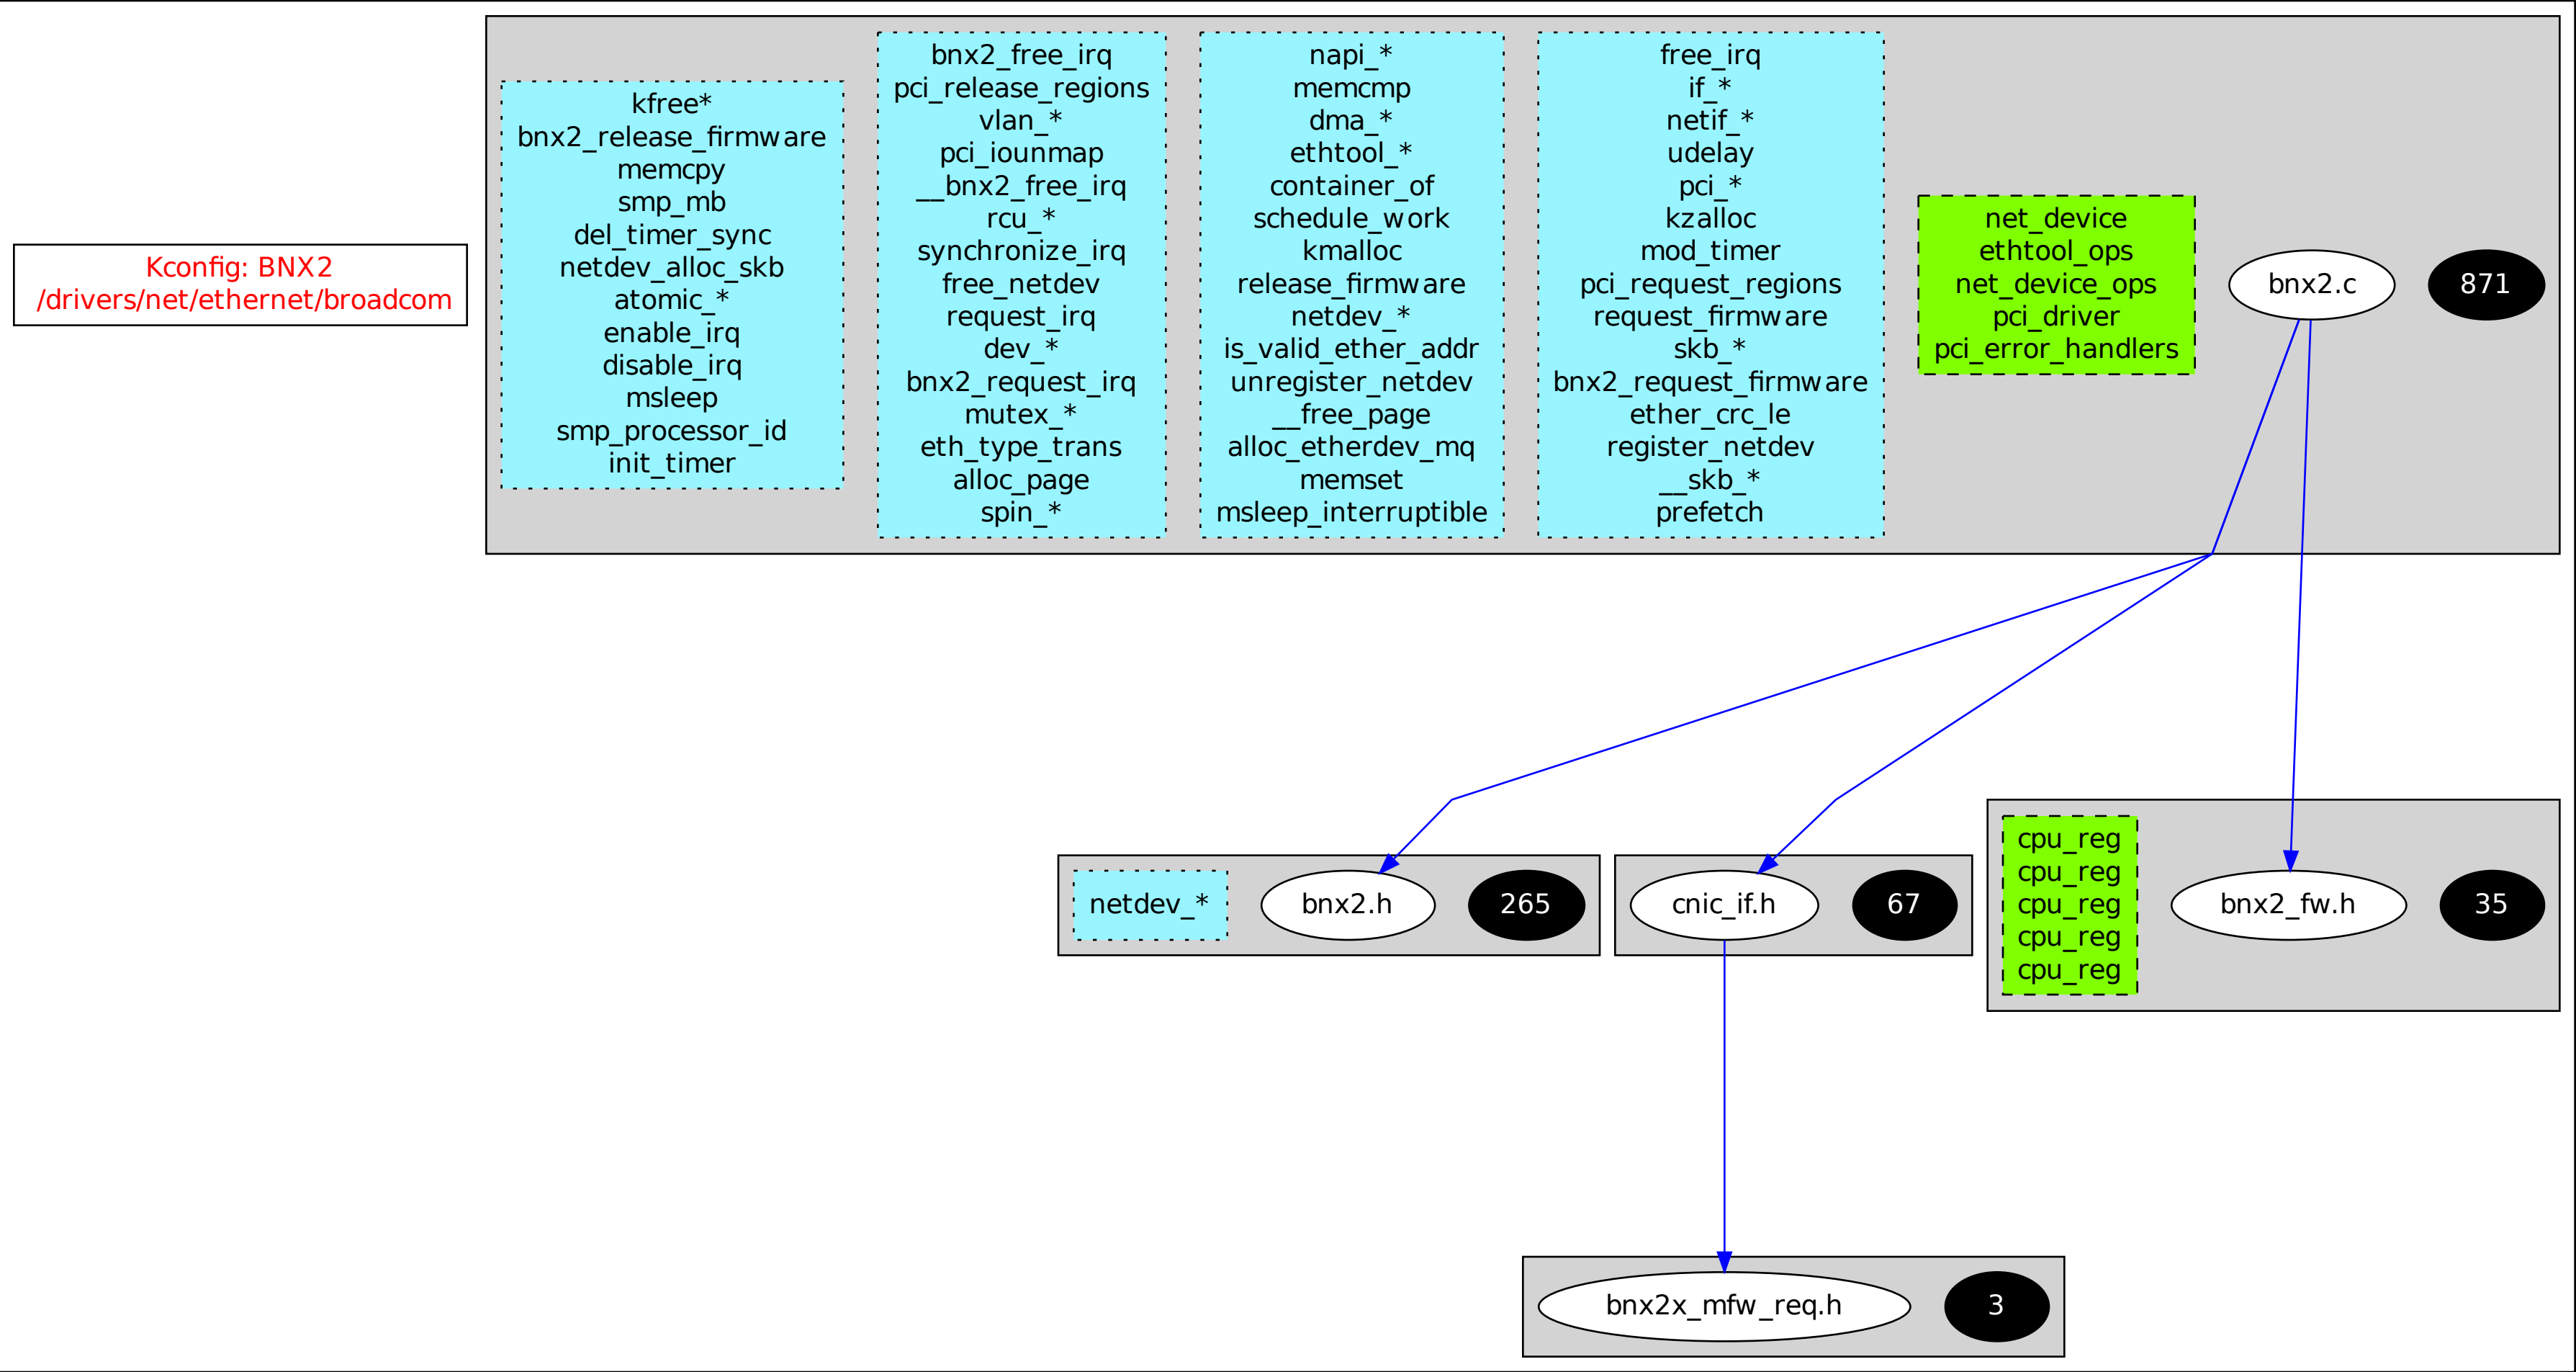 Kconfig: BNX2
/drivers/net/ethernet/broadcom
kfree*
bnx2_release_firmware
memcpy
smp_mb
del_timer_sync
netdev_alloc_skb
atomic_*
enable_irq
disable_irq
msleep
smp_processor_id
init_timer
bnx2_free_irq
pci_release_regions
vlan_*
pci_iounmap
__bnx2_free_irq
rcu_*
synchronize_irq
free_netdev
request_irq
dev_*
bnx2_request_irq
mutex_*
eth_type_trans
alloc_page
spin_*
napi_*
memcmp
dma_*
ethtool_*
container_of
schedule_work
kmalloc
release_firmware
netdev_*
is_valid_ether_addr
unregister_netdev
__free_page
alloc_etherdev_mq
memset
msleep_interruptible
free_irq
if_*
netif_*
udelay
pci_*
kzalloc
mod_timer
pci_request_regions
request_firmware
skb_*
bnx2_request_firmware
ether_crc_le
register_netdev
__skb_*
prefetch
net_device
ethtool_ops
net_device_ops
pci_driver
pci_error_handlers
bnx2.c
871
netdev_*
bnx2.h
265
cnic_if.h
67
cpu_reg
cpu_reg
cpu_reg
cpu_reg
cpu_reg
bnx2_fw.h
35
bnx2x_mfw_req.h
3